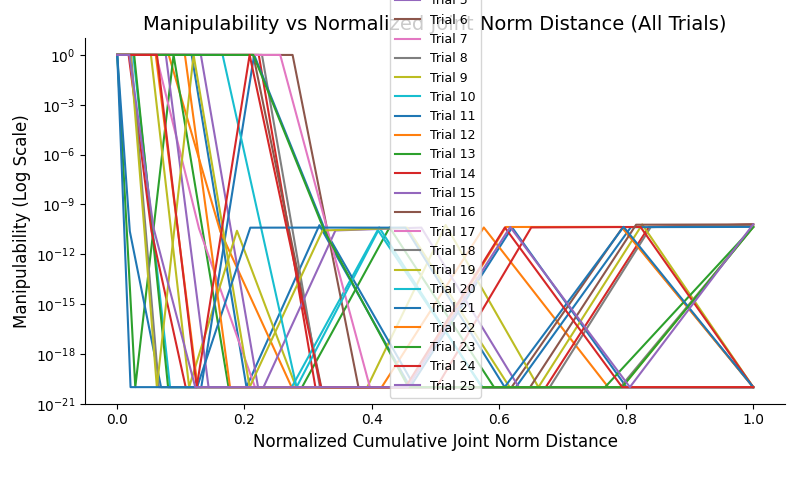 Trial 5
Manipulability vs Normalized Joint Norm Distance (All Trials)
Trial 6
Trial 7
Trial 8
Trial 9
Trial 10
Trial 11
Trial 12
Trial 13
Trial 14
Trial 15
Trial 16
Trial 17
Trial 18
Trial 19
Trial 20
Trial 21
Trial 22
Trial 23
Trial 24
Trial 25
Manipulability (Log Scale)
10⁰
10⁻³
10⁻⁶
10⁻⁹
10⁻¹²
10⁻¹⁵
10⁻¹⁸
10⁻²¹
0.0 0.2 0.4 0.6 0.8 1.0
Normalized Cumulative Joint Norm Distance